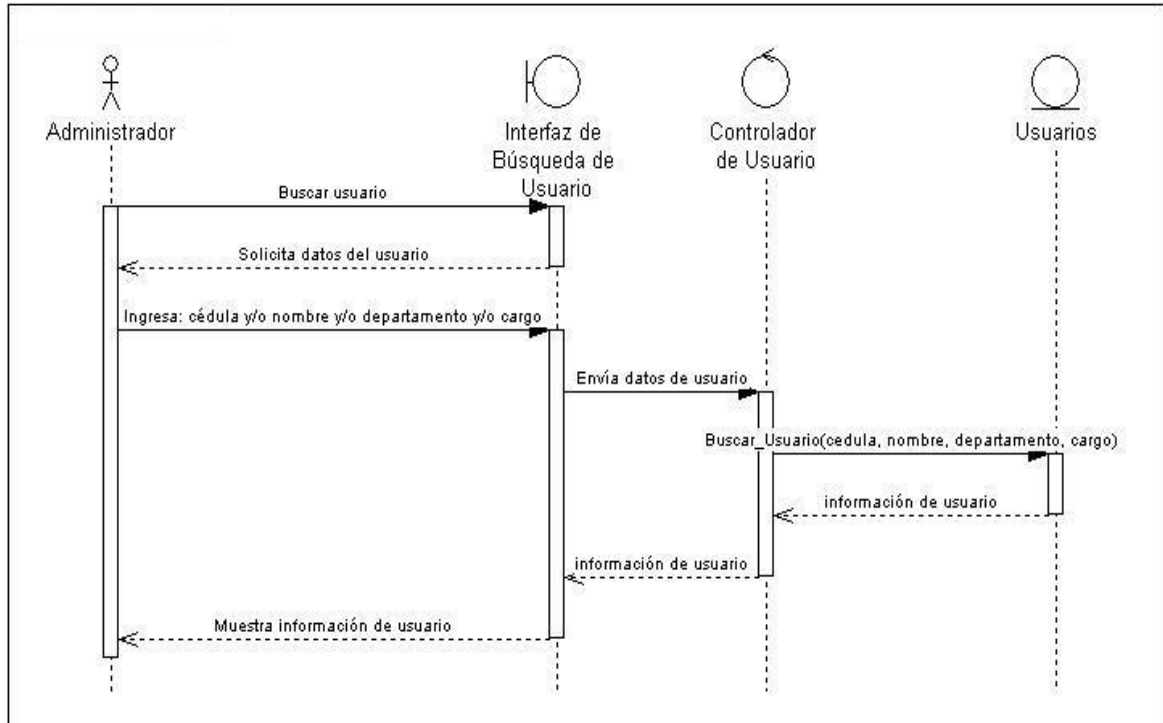 Administrador
Interfaz de
Búsqueda de
Usuario
Controlador
de Usuario
Usuarios
Buscar usuario
Solicita datos del usuario
Ingresa: cédula y/o nombre y/o departamento y/o cargo
Envía datos de usuario
Buscar_Usuario(cedula, nombre, departamento, cargo)
información de usuario
información de usuario
Muestra información de usuario